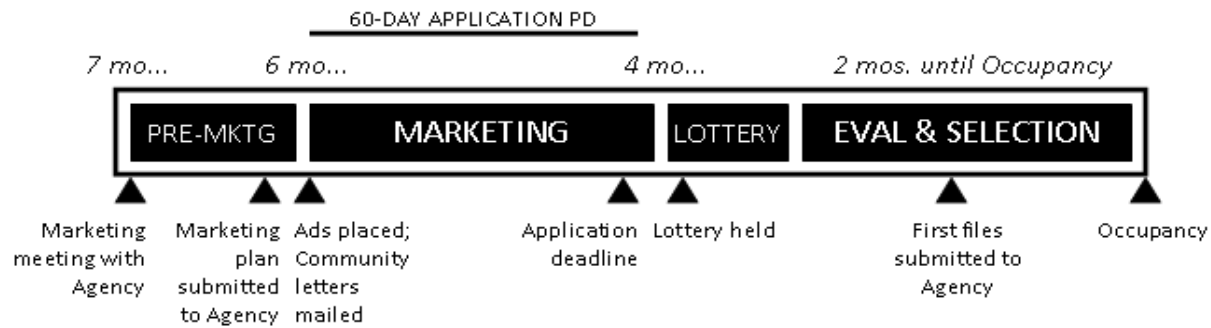 60-DAY APPLICATION PD
7 mo...
6 mo...
4 mo...
2 mos. until Occupancy
PRE-MKTG
MARKETING
LOTTERY
EVAL & SELECTION
Marketing
meeting with
Agency
Marketing
plan
submitted
to Agency
Ads placed;
Community
letters
mailed
Application
deadline
Lottery held
First files
submitted to
Agency
Occupancy